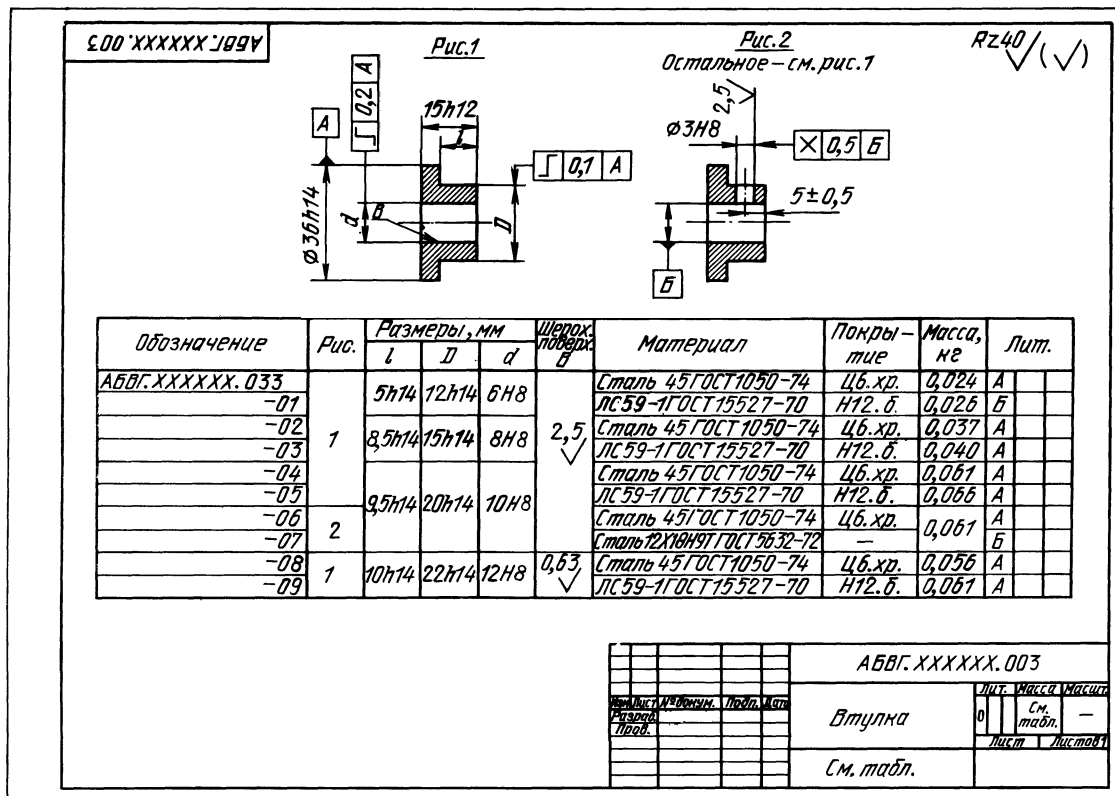 АБВГ.XXXXXX.003
Рис.1
Рис.2
Остальное – см. рис.1
Rz40 (√)
15h12
l
А
0,2 А
0,1 А
⌀36h14
d
В
D
2,5
⌀3H8
0,5 Б
5±0,5
Б
Обозначение Рис. Размеры, мм Шерох. поверх. В Материал Покры- Масса, Лит.
l D d тие кг
АБВГ.XXXXXX.033 1 5h14 12h14 6H8 2,5 Сталь 45 ГОСТ 1050-74 Ц6.хр. 0,024 А
-01 ЛС59-1 ГОСТ 15527-70 Н12.б. 0,026 Б
-02 8,5h14 15h14 8H8 Сталь 45 ГОСТ 1050-74 Ц6.хр. 0,037 А
-03 ЛС59-1 ГОСТ 15527-70 Н12.б. 0,040 А
-04 9,5h14 20h14 10H8 Сталь 45 ГОСТ 1050-74 Ц6.хр. 0,061 А
-05 ЛС59-1 ГОСТ 15527-70 Н12.б. 0,066 А
-06 2 Сталь 45 ГОСТ 1050-74 Ц6.хр. 0,061 А
-07 Сталь 12Х18Н9Т ГОСТ 5632-72 — Б
-08 1 10h14 22h14 12H8 0,63 Сталь 45 ГОСТ 1050-74 Ц6.хр. 0,056 А
-09 ЛС59-1 ГОСТ 15527-70 Н12.б. 0,061 А
АБВГ.XXXXXX.003
Изм. Лист № докум. Подп. Дата
Разраб.
Пров.
Втулка
Лит. Масса Масшт.
О См. табл. —
Лист Листов 1
См. табл.